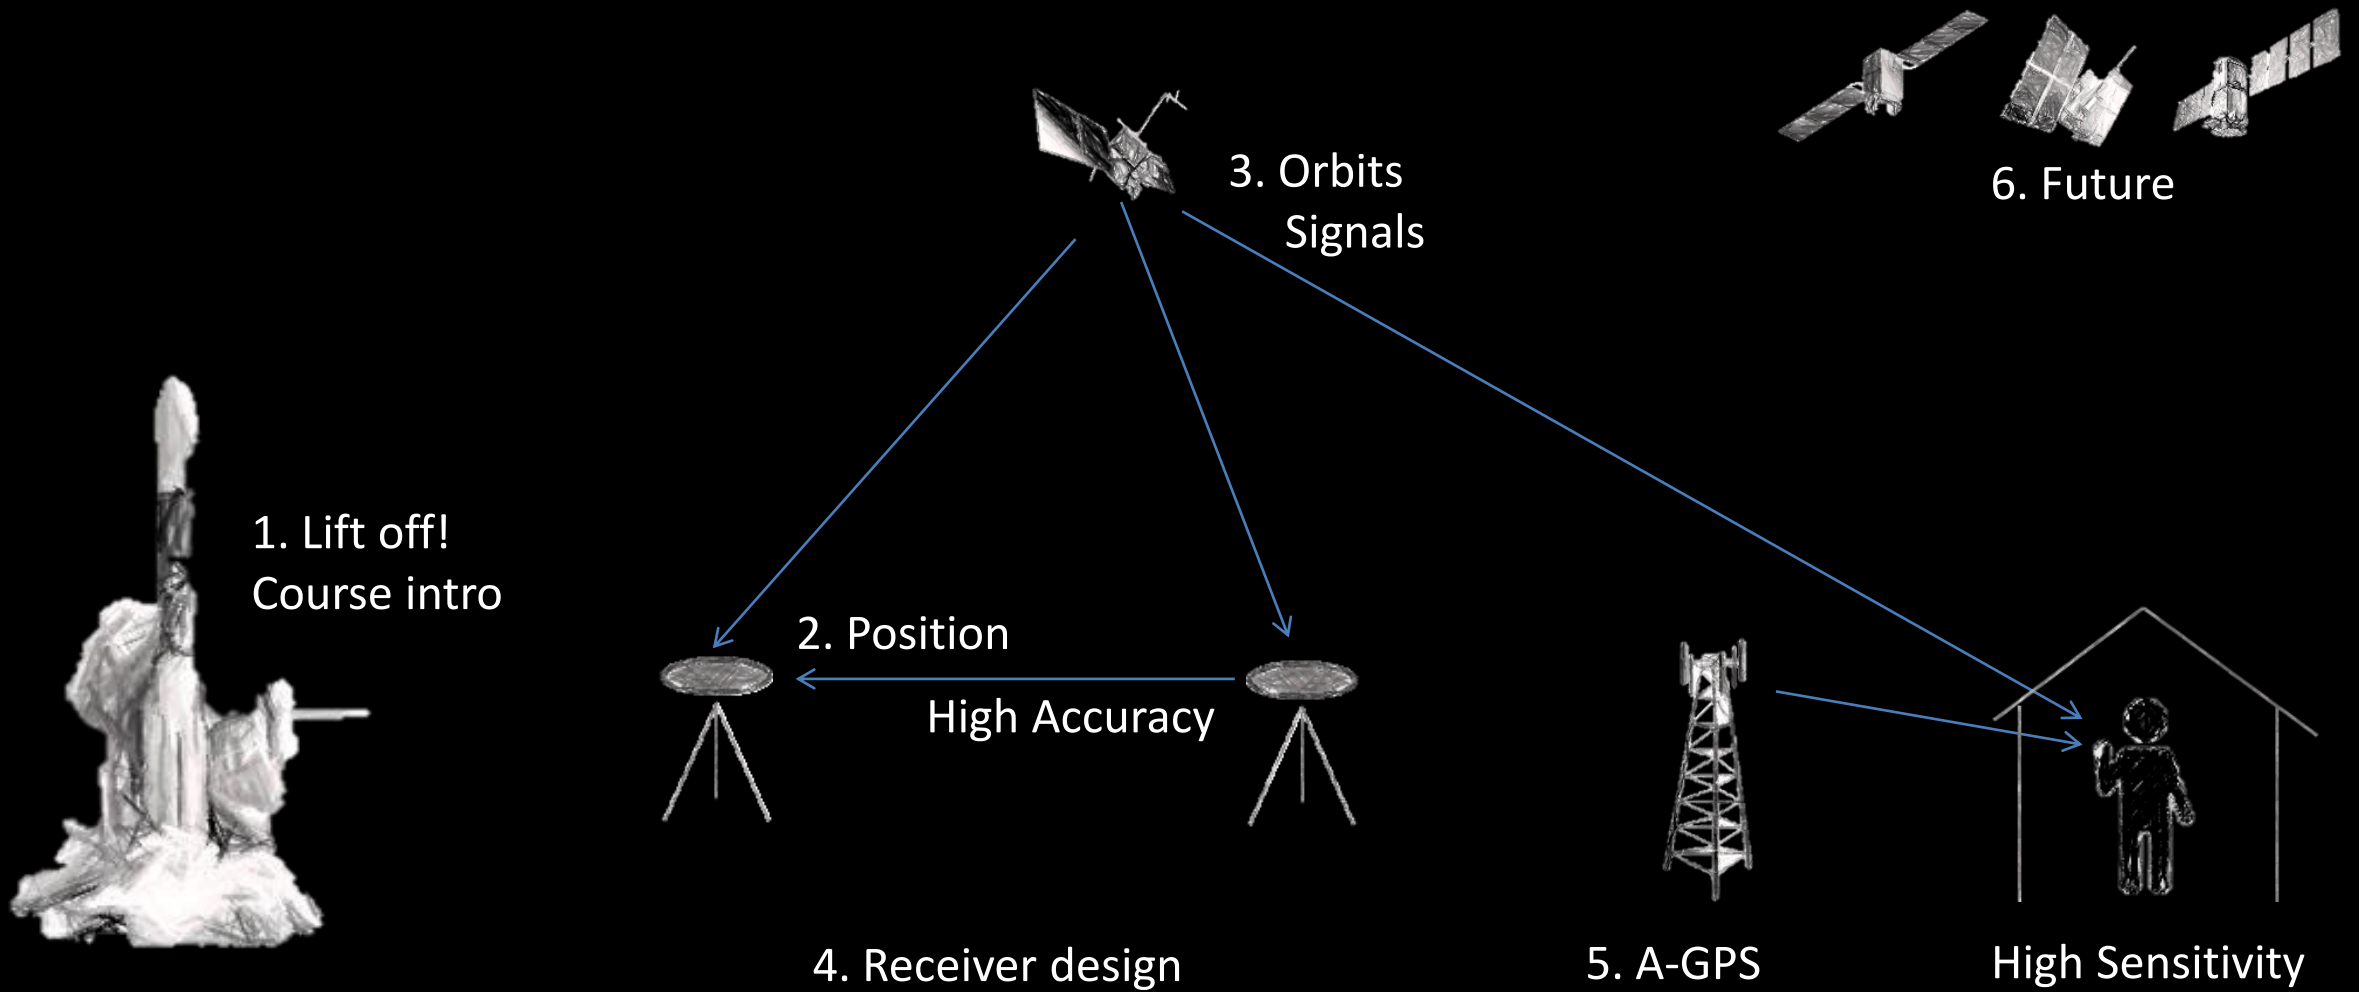 1. Lift off!
Course intro
2. Position
High Accuracy
3. Orbits
Signals
4. Receiver design
5. A-GPS
High Sensitivity
6. Future